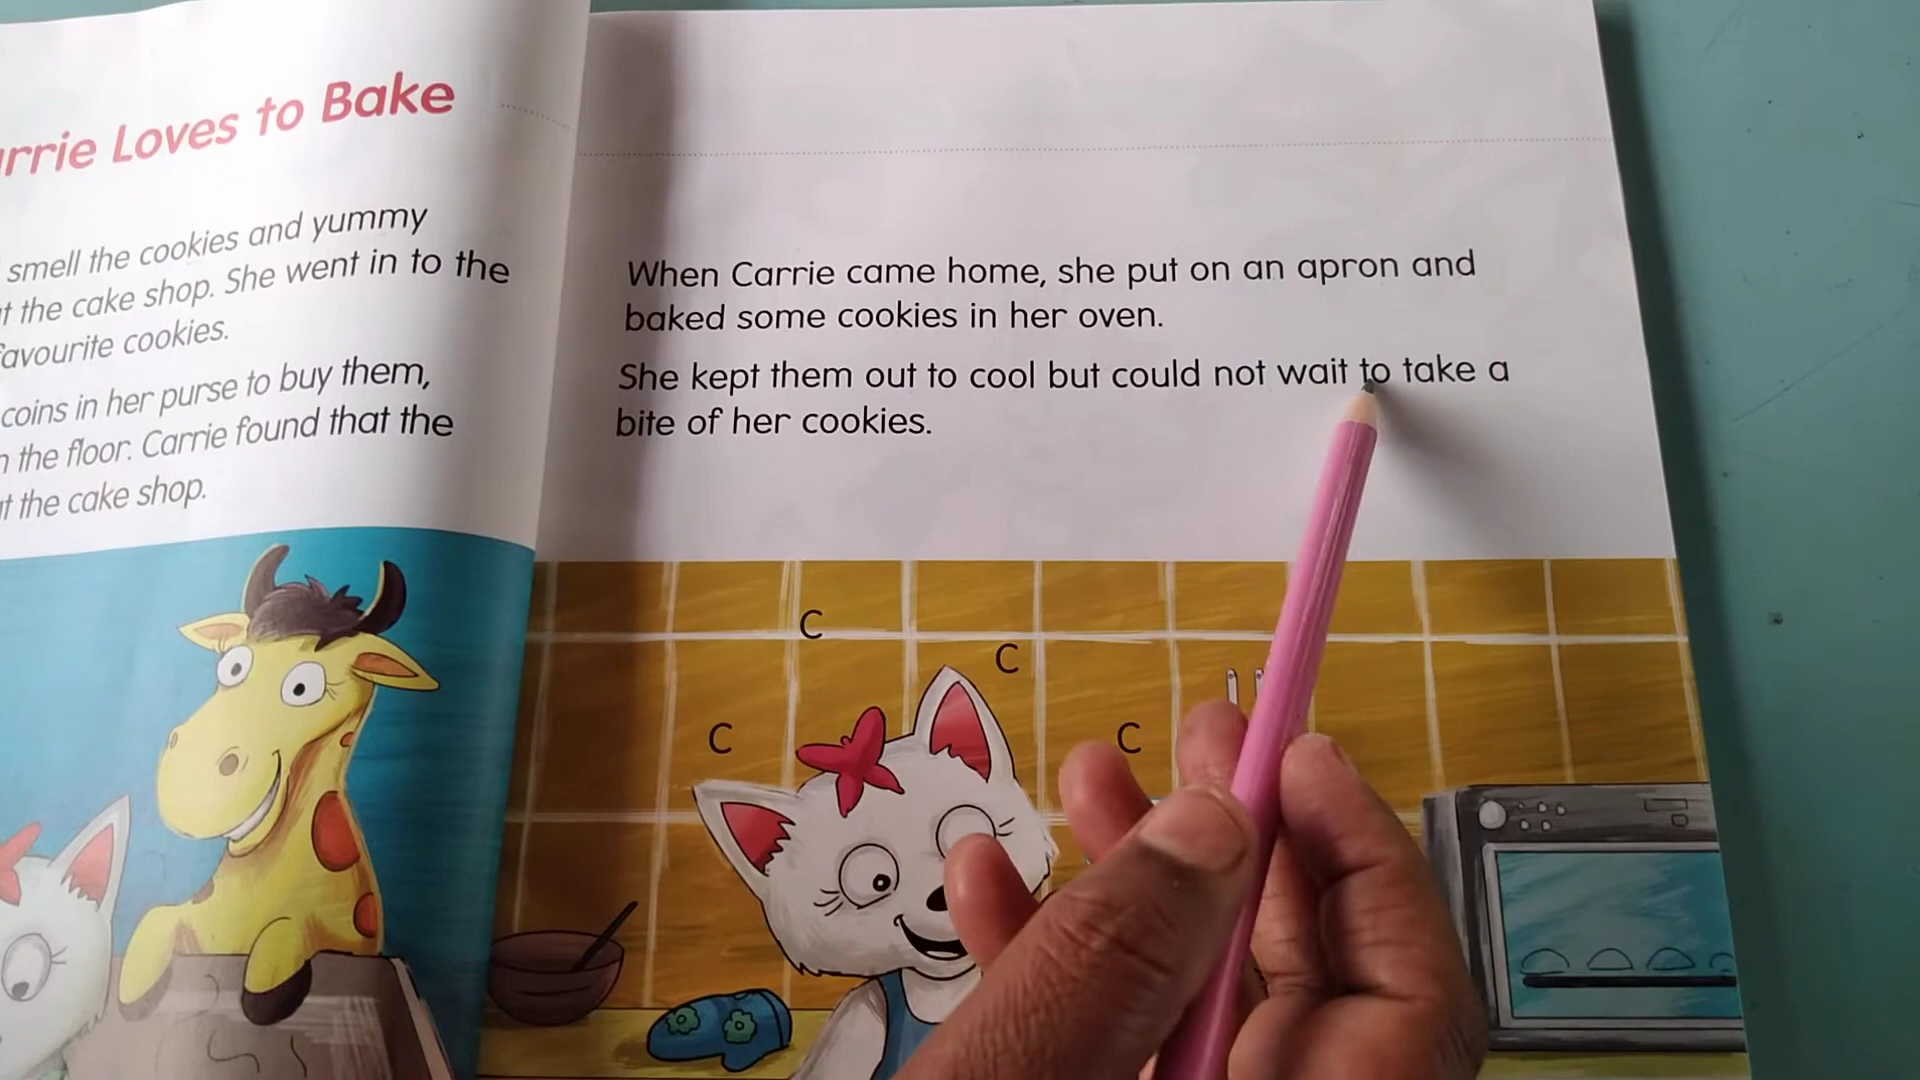 Loves to Bake
smell the cookies and yummy
the cake shop. She went in to the
cookies.
coins in her purse to buy them,
the floor. Carrie found that the
the cake shop.
When Carrie came home, she put on an apron and
baked some cookies in her oven.
She kept them out to cool but could not wait to take a
bite of her cookies.
C
C
C
C